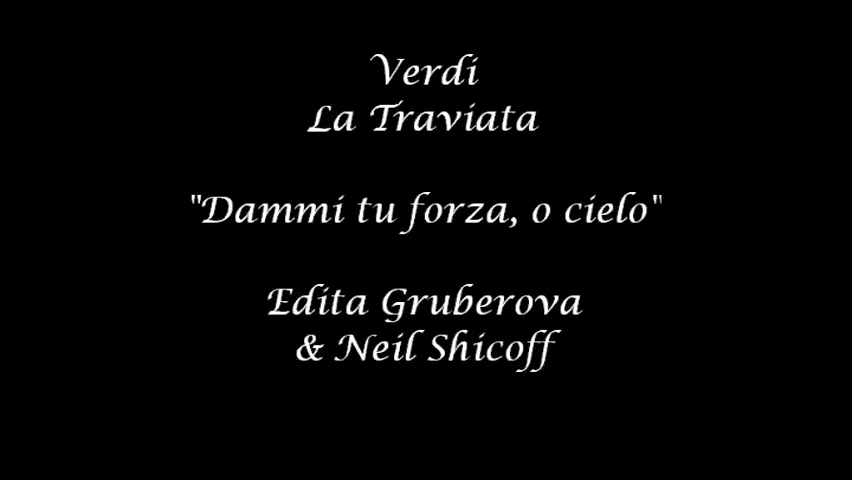 Verdi
La Traviata
"Dammi tu forza, o cielo"
Edita Gruberova
& Neil Shicoff